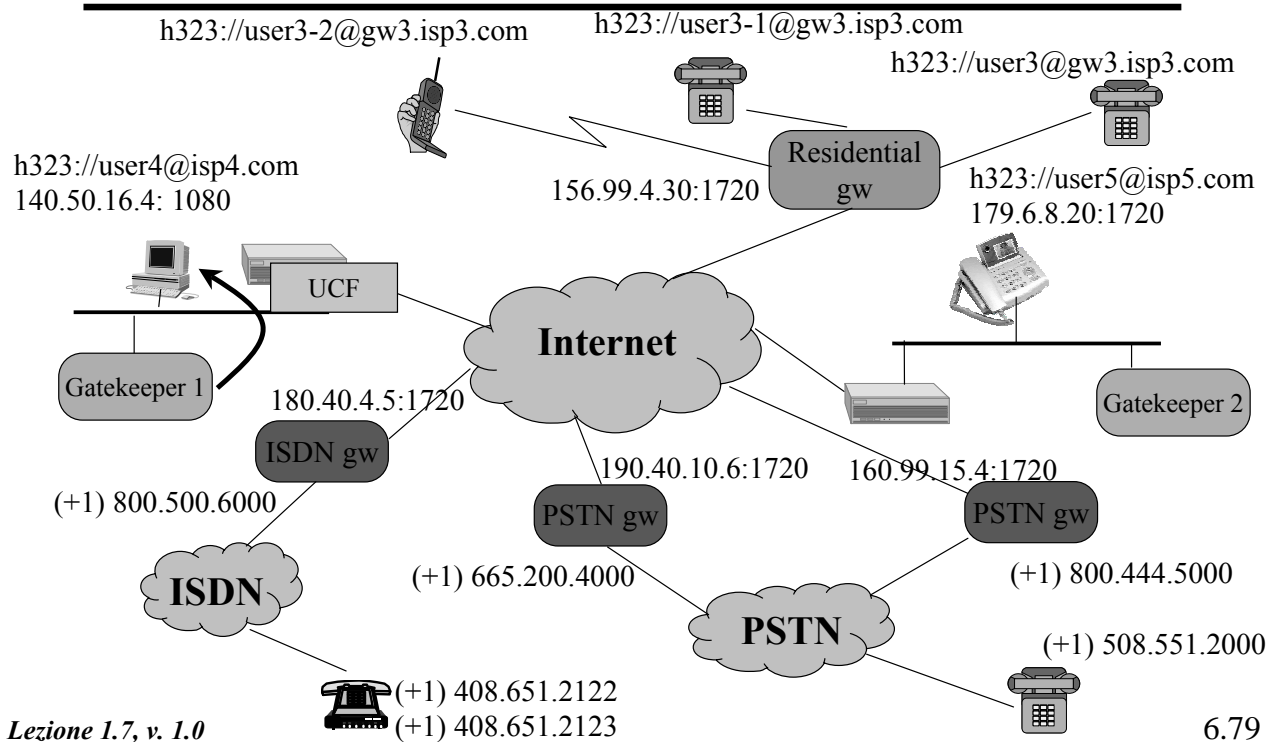 h323://user3-2@gw3.isp3.com
h323://user3-1@gw3.isp3.com
h323://user3@gw3.isp3.com
h323://user4@isp4.com
140.50.16.4: 1080
156.99.4.30:1720
Residential
gw
h323://user5@isp5.com
179.6.8.20:1720
UCF
Internet
Gatekeeper 1
180.40.4.5:1720
Gatekeeper 2
ISDN gw
190.40.10.6:1720
160.99.15.4:1720
(+1) 800.500.6000
PSTN gw
PSTN gw
(+1) 665.200.4000
(+1) 800.444.5000
ISDN
PSTN
(+1) 508.551.2000
(+1) 408.651.2122
(+1) 408.651.2123
Lezione 1.7, v. 1.0
6.79